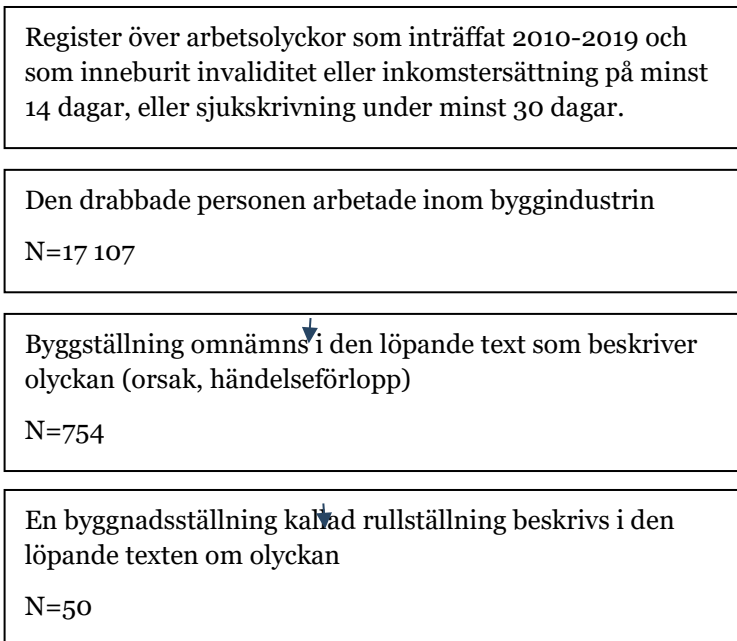 Register över arbetsolyckor som inträffat 2010-2019 och
som inneburit invaliditet eller inkomstersättning på minst
14 dagar, eller sjukskrivning under minst 30 dagar.
Den drabbade personen arbetade inom byggindustrin
N=17 107
Byggställning omnämns i den löpande text som beskriver
olyckan (orsak, händelseförlopp)
N=754
En byggnadsställning kallad rullställning beskrivs i den
löpande texten om olyckan
N=50